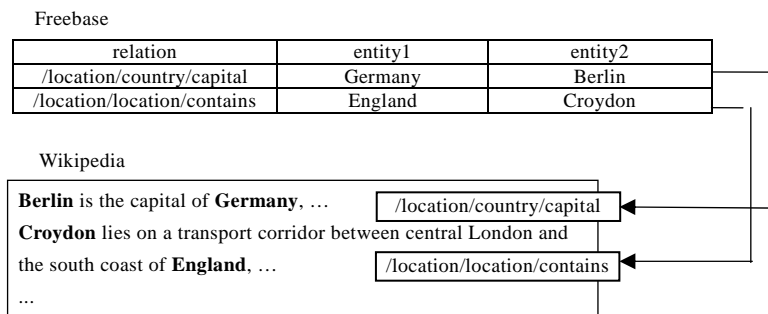 Freebase
relation entity1 entity2
/location/country/capital Germany Berlin
/location/location/contains England Croydon
Wikipedia
Berlin is the capital of Germany, … /location/country/capital
Croydon lies on a transport corridor between central London and
the south coast of England, … /location/location/contains
...